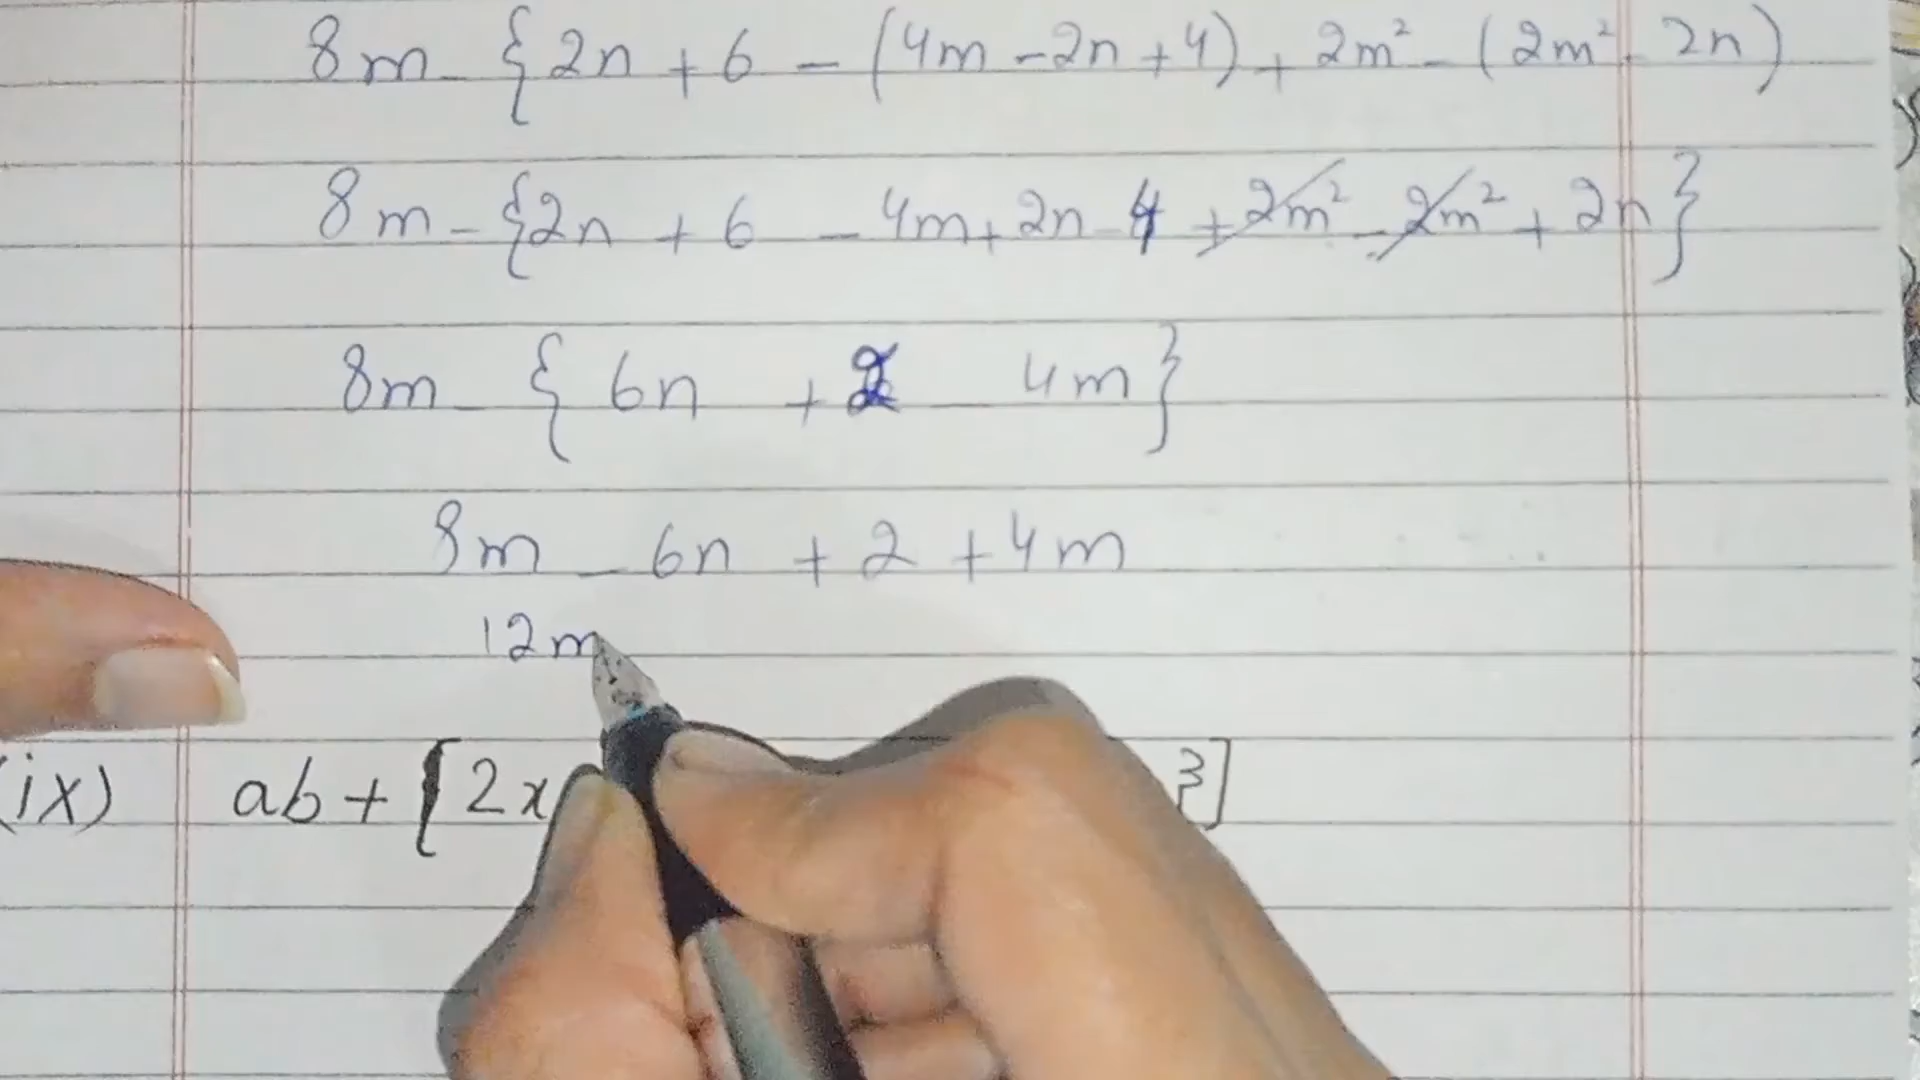 8m - {2n + 6 - (4m - 2n + 4) + 2m² - (2m² - 2n)
8m - {2n + 6 - 4m + 2n - 4 + 2m² - 2m² + 2n}
8m - { 6n + 2 - 4m}
8m - 6n + 2 + 4m
12m
(ix) ab + [2x }]